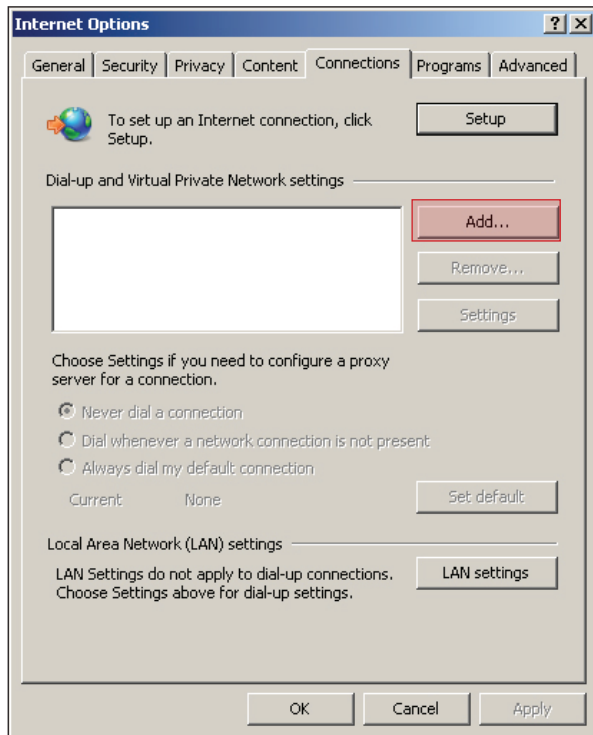 Internet Options
General Security Privacy Content Connections Programs Advanced
To set up an Internet connection, click
Setup.
Setup
Dial-up and Virtual Private Network settings
Add...
Remove...
Settings
Choose Settings if you need to configure a proxy
server for a connection.
Never dial a connection
Dial whenever a network connection is not present
Always dial my default connection
Current None
Set default
Local Area Network (LAN) settings
LAN Settings do not apply to dial-up connections.
Choose Settings above for dial-up settings.
LAN settings
OK Cancel Apply